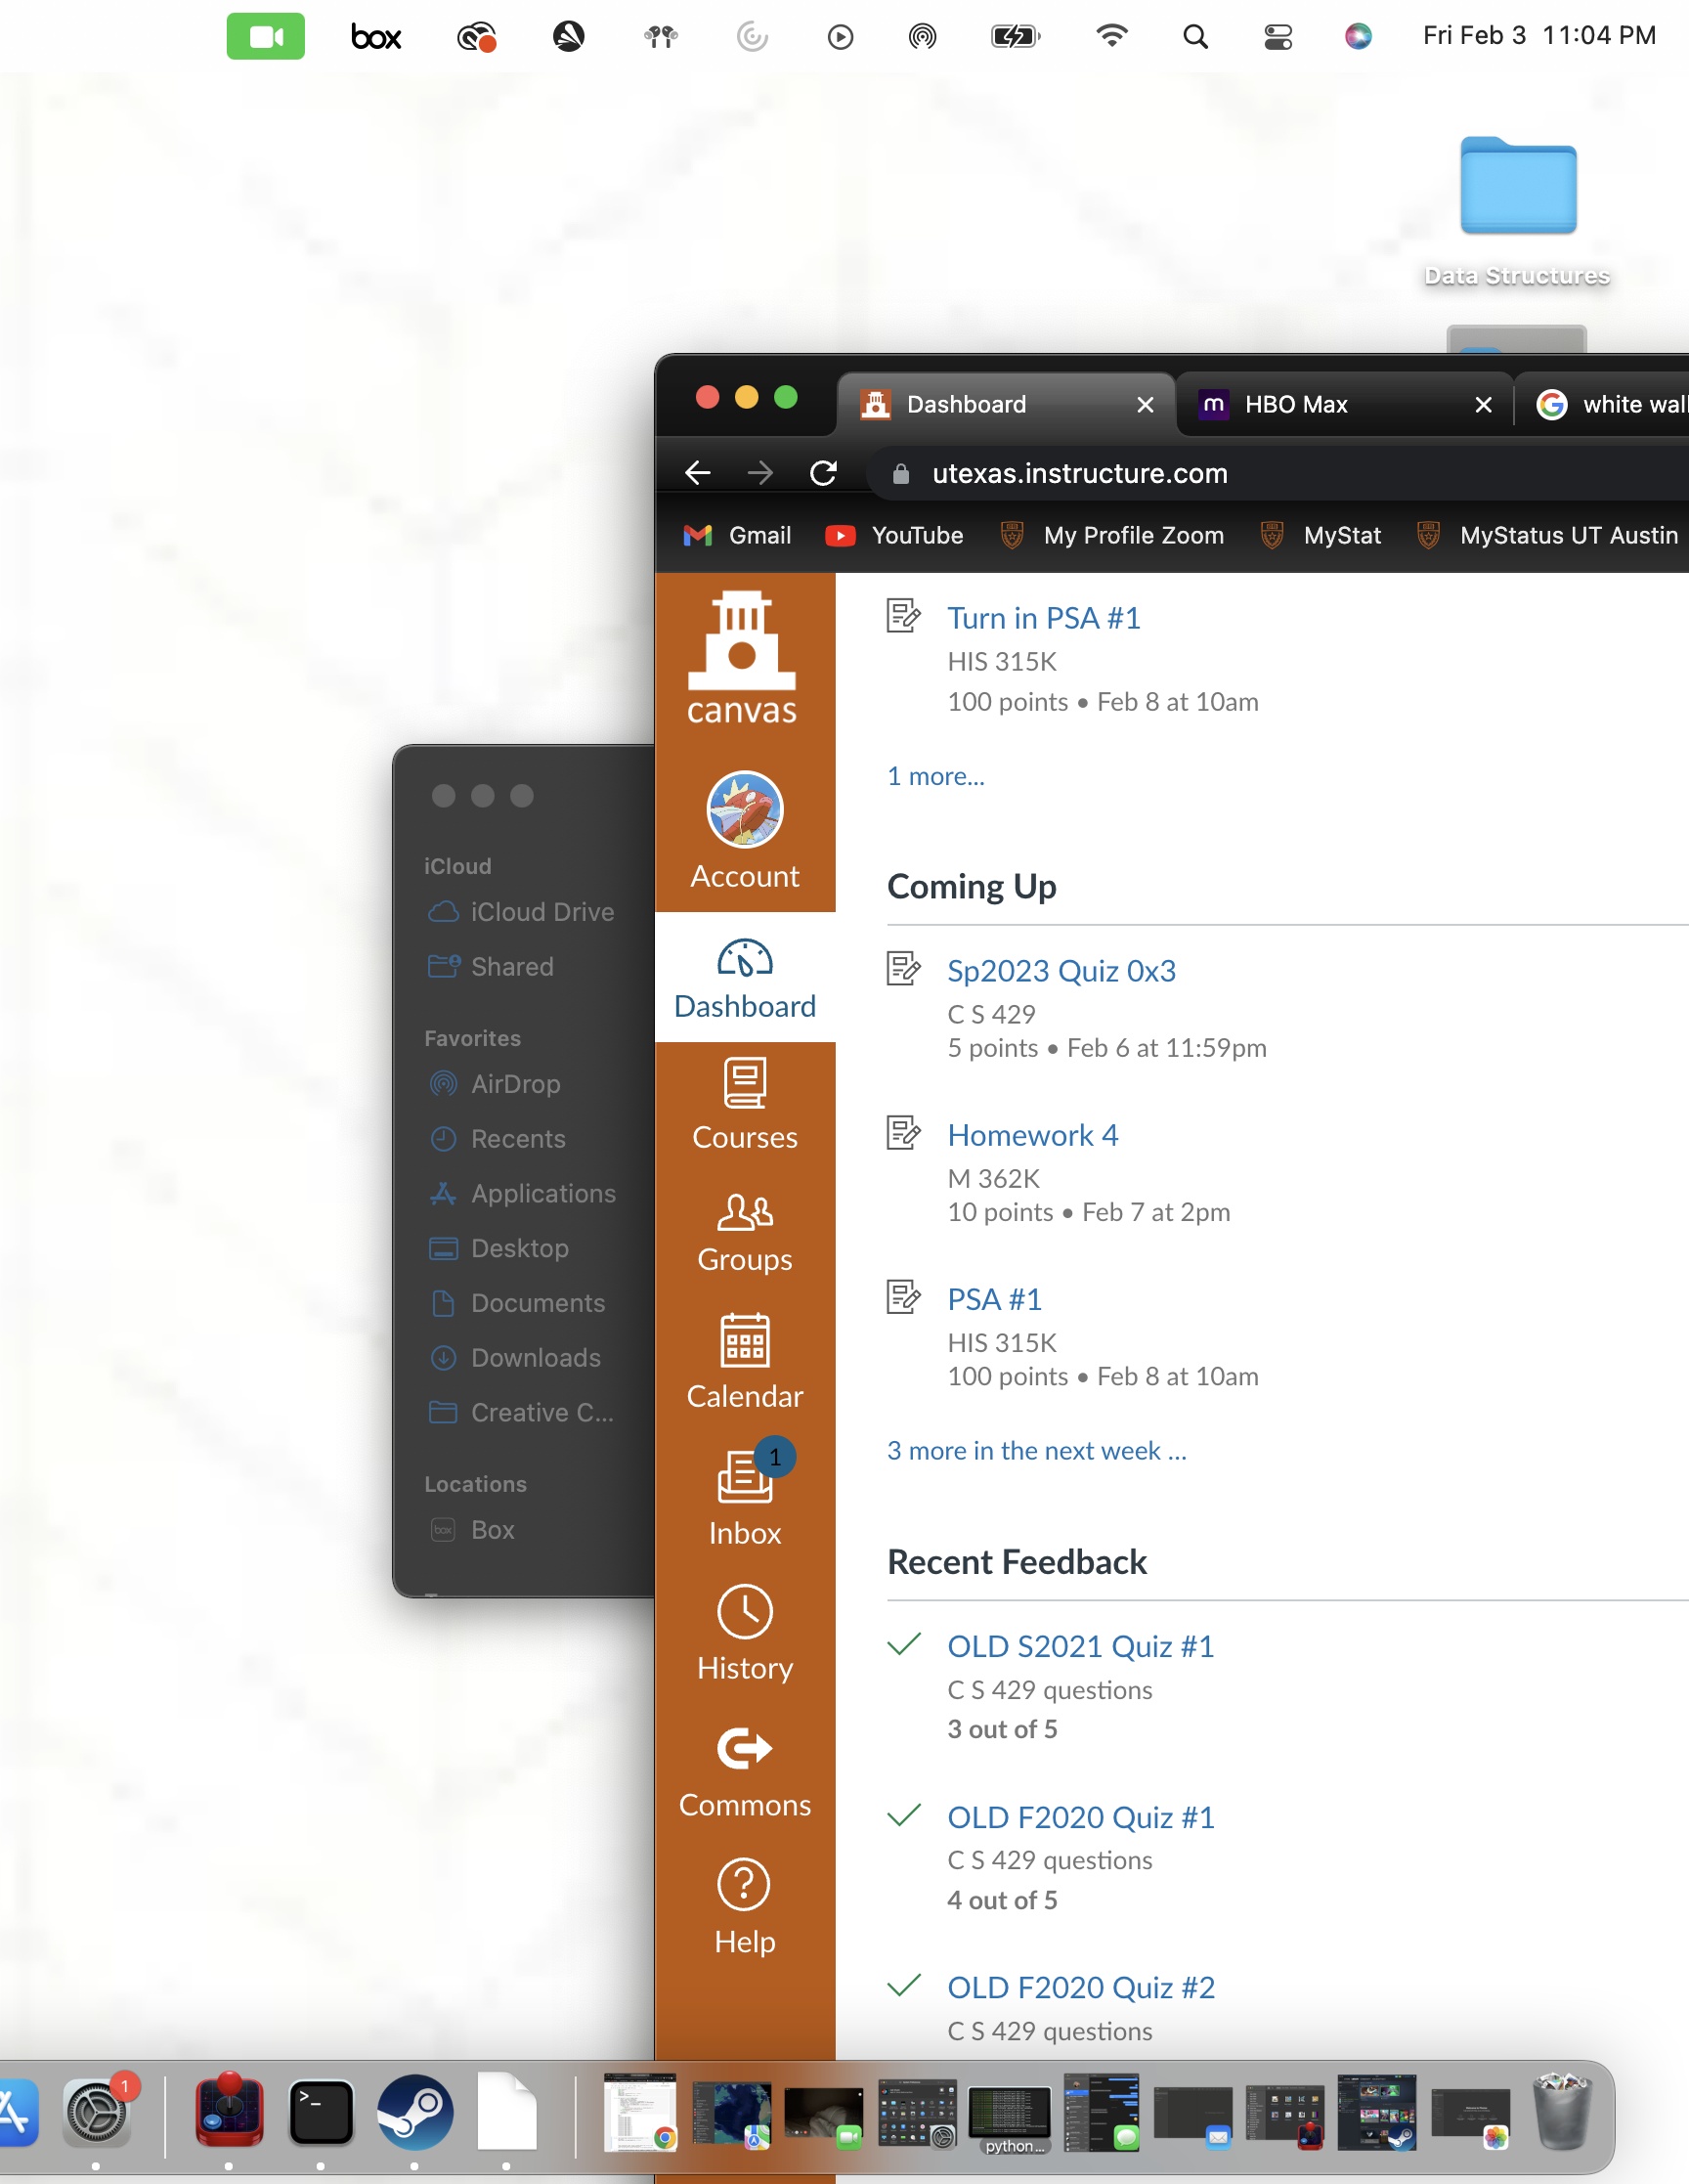 box
Fri Feb 3 11:04 PM
Data Structures
Dashboard
HBO Max
white wal
utexas.instructure.com
Gmail
YouTube
My Profile Zoom
MyStat
MyStatus UT Austin
canvas
Account
Dashboard
Courses
Groups
Calendar
1
Inbox
History
Commons
Help
iCloud
iCloud Drive
Shared
Favorites
AirDrop
Recents
Applications
Desktop
Documents
Downloads
Creative C...
Locations
box
Box
Turn in PSA #1
HIS 315K
100 points • Feb 8 at 10am
1 more...
Coming Up
Sp2023 Quiz 0x3
C S 429
5 points • Feb 6 at 11:59pm
Homework 4
M 362K
10 points • Feb 7 at 2pm
PSA #1
HIS 315K
100 points • Feb 8 at 10am
3 more in the next week ...
Recent Feedback
OLD S2021 Quiz #1
C S 429 questions
3 out of 5
OLD F2020 Quiz #1
C S 429 questions
4 out of 5
OLD F2020 Quiz #2
C S 429 questions
1
>_
python ...